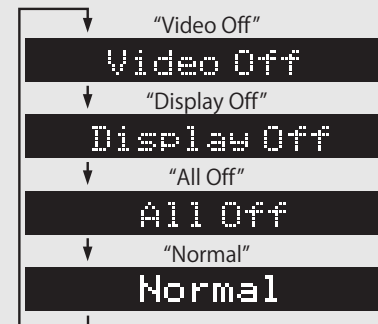 “Video Off”
Video Off
“Display Off”
Display Off
“All Off”
All Off
“Normal”
Normal